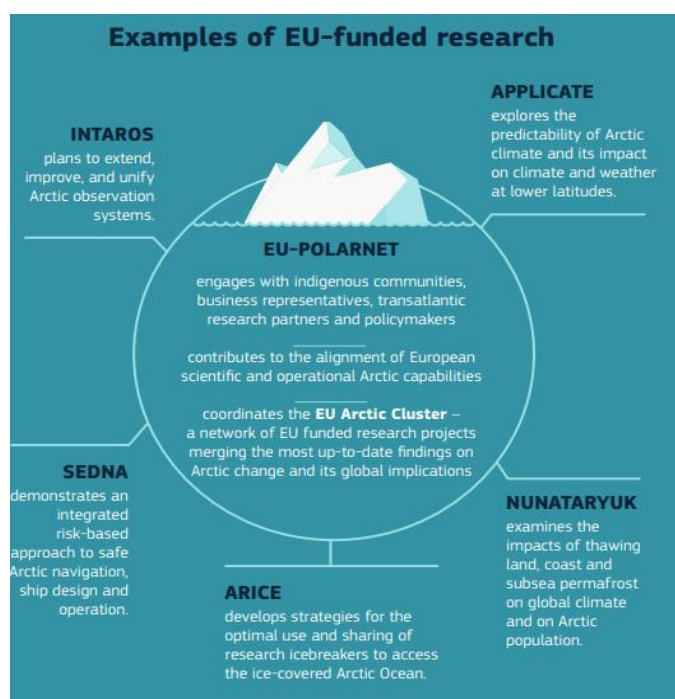 Examples of EU-funded research
INTAROS
plans to extend,
improve, and unify
Arctic observation
systems.
APPLICATE
explores the
predictability of Arctic
climate and its impact
on climate and weather
at lower latitudes.
EU-POLARNET
engages with indigenous communities,
business representatives, transatlantic
research partners and policymakers
contributes to the alignment of European
scientific and operational Arctic capabilities
coordinates the EU Arctic Cluster –
a network of EU funded research projects
merging the most up-to-date findings on
Arctic change and its global implications
SEDNA
demonstrates an
integrated
risk-based
approach to safe
Arctic navigation,
ship design and
operation.
ARICE
develops strategies for the
optimal use and sharing of
research icebreakers to access
the ice-covered Arctic Ocean.
NUNATARYUK
examines the
impacts of thawing
land, coast and
subsea permafrost
on global climate
and on Arctic
population.